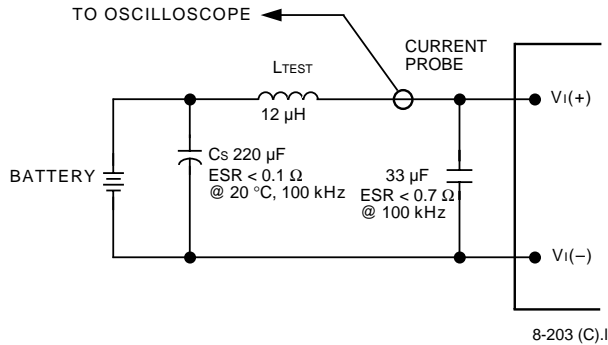 TO OSCILLOSCOPE
CURRENT
PROBE
LTEST
12 µH
VI(+)
CS 220 µF
ESR < 0.1 Ω
@ 20 °C, 100 kHz
BATTERY
33 µF
ESR < 0.7 Ω
@ 100 kHz
VI(–)
8-203 (C).l